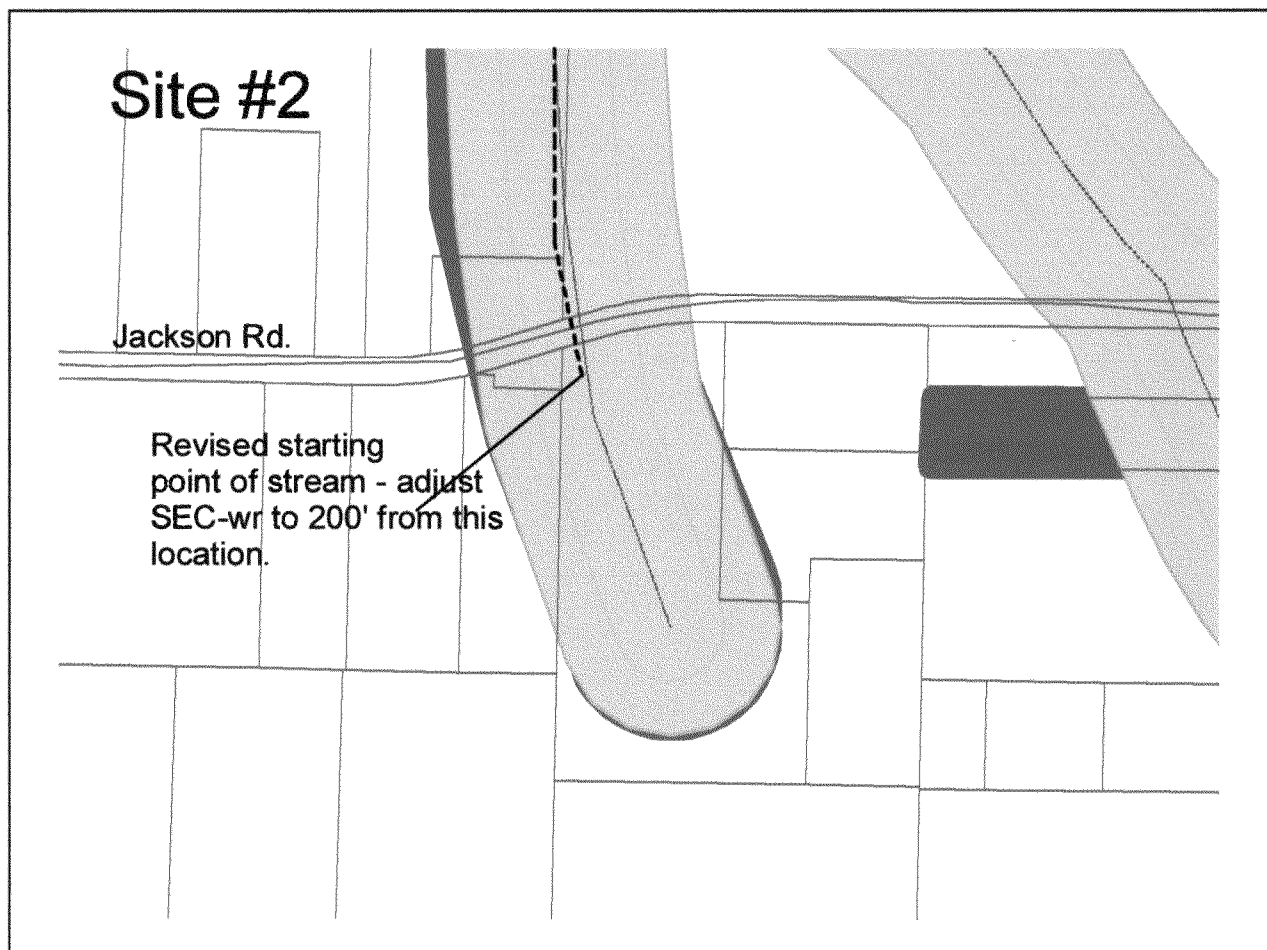 Site #2
Jackson Rd.
Revised starting
point of stream - adjust
SEC-wr to 200' from this
location.